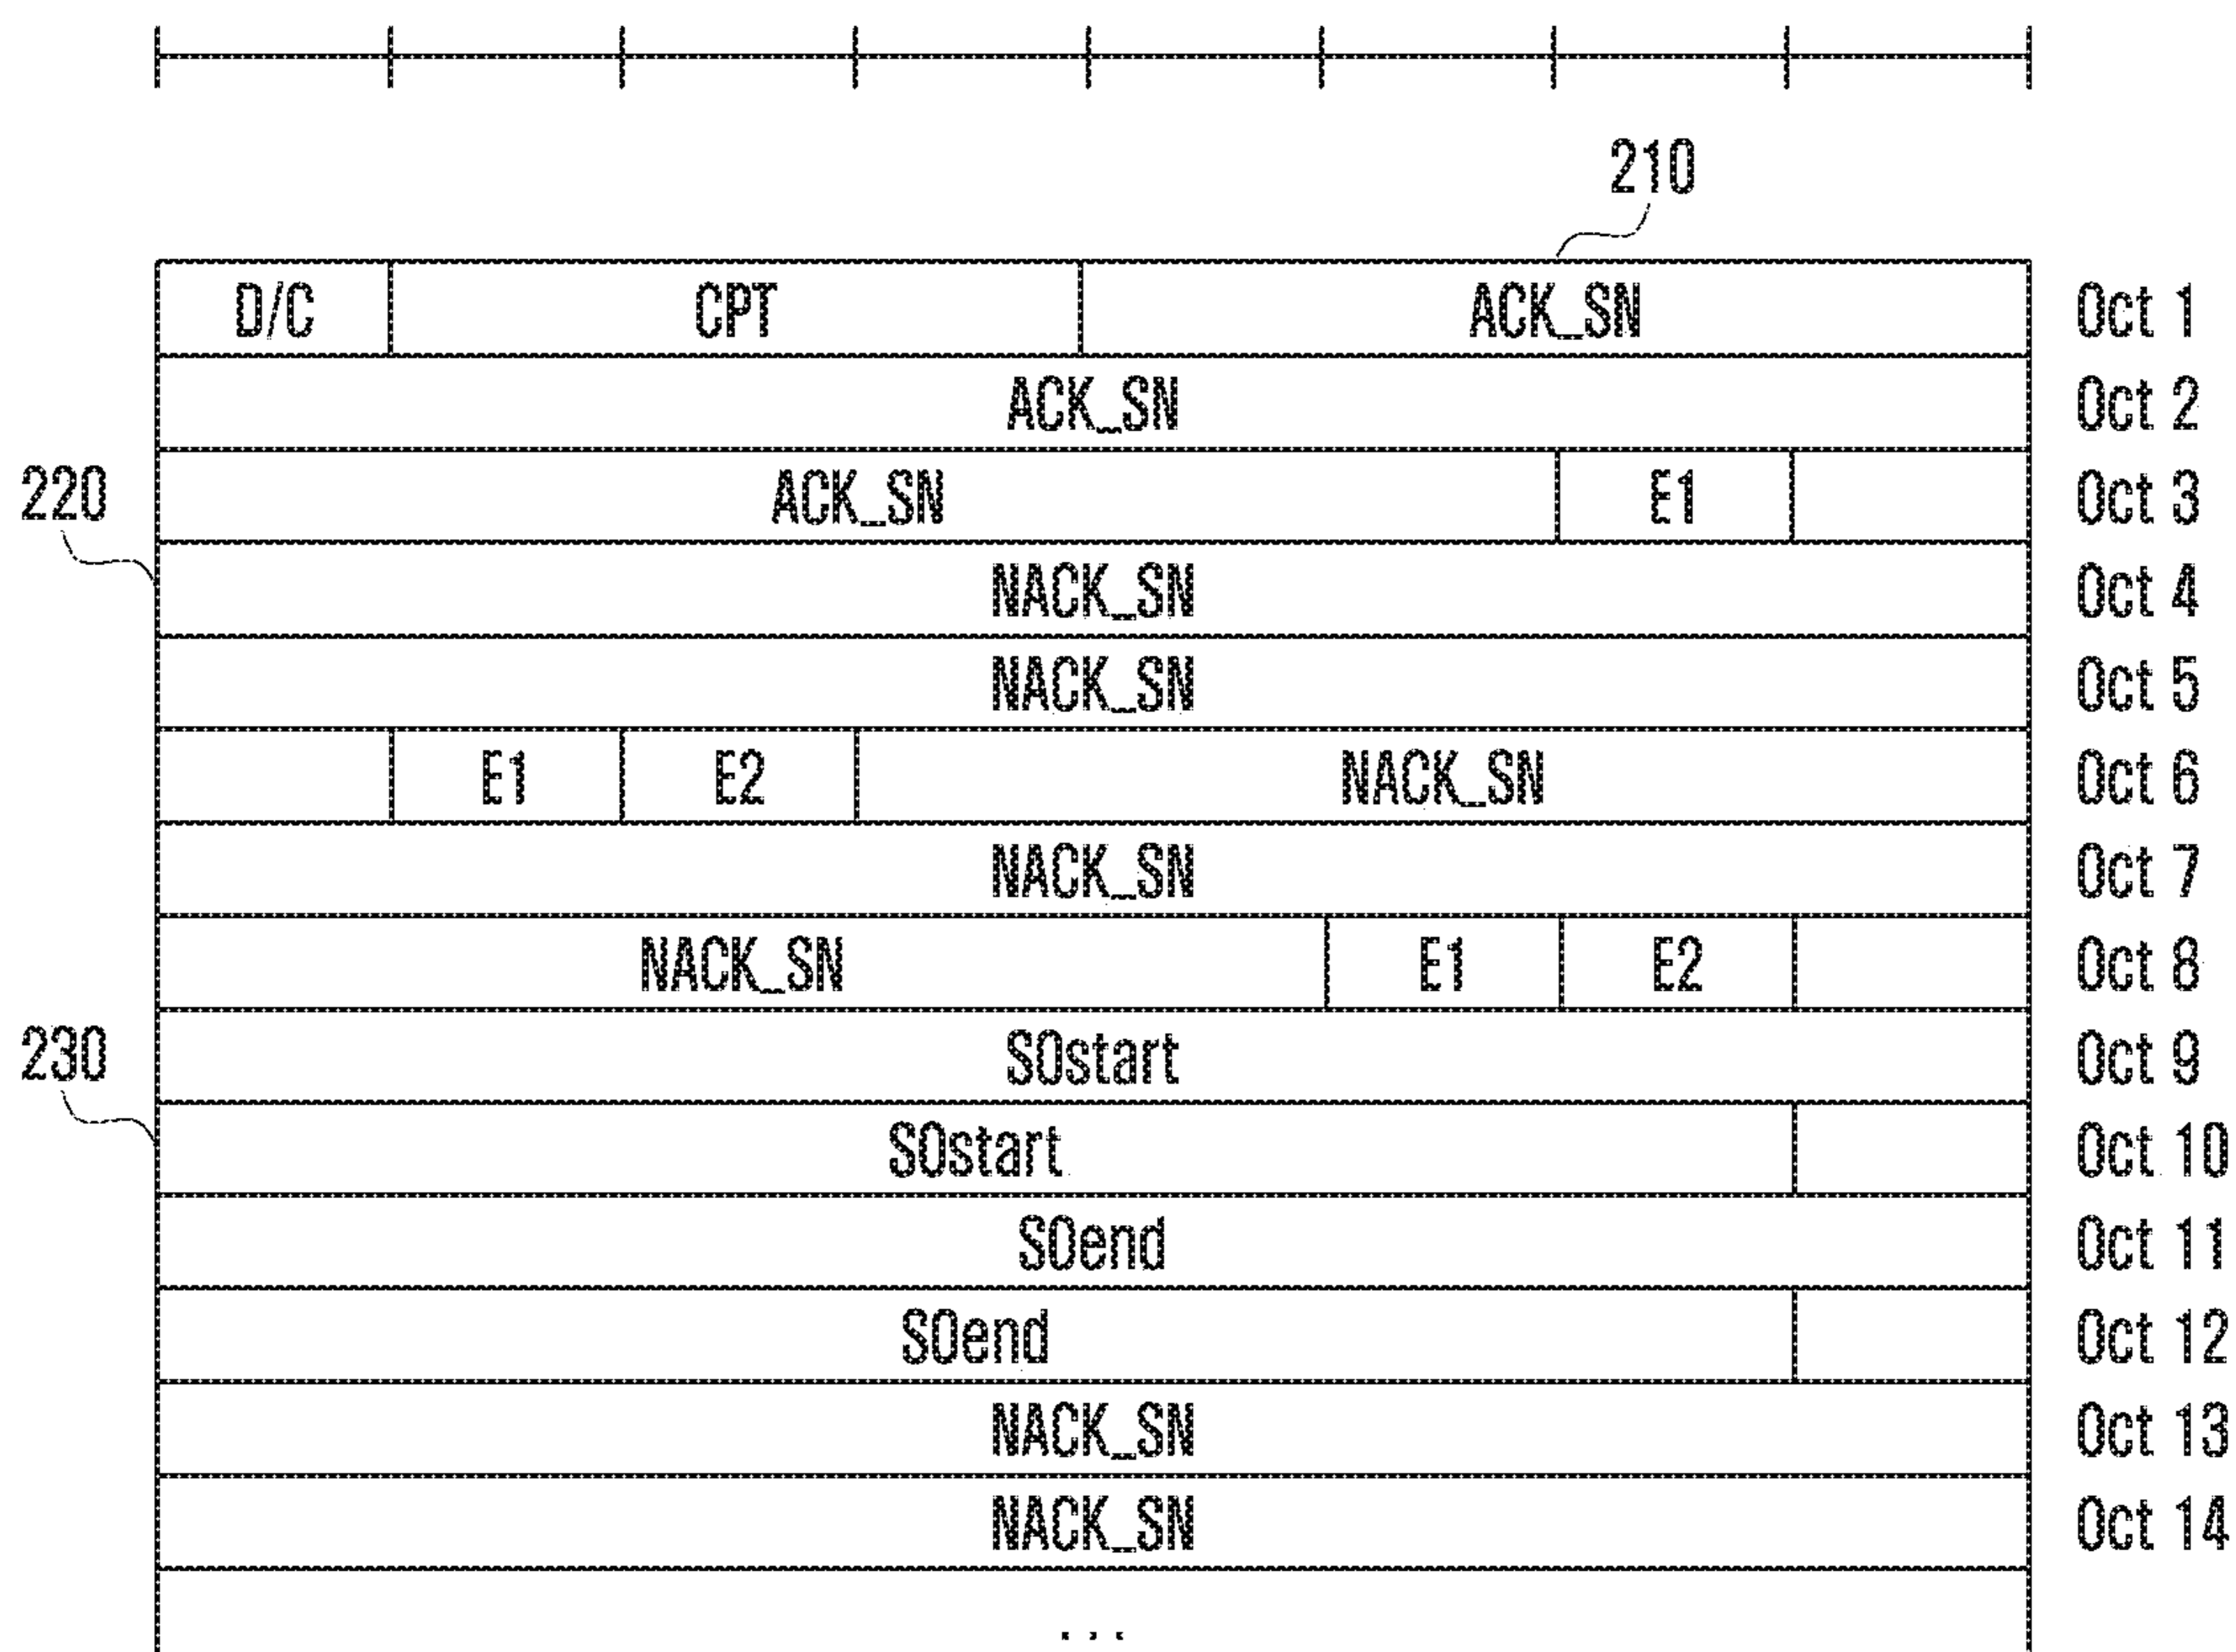 210
D/C CPT ACK_SN Oct 1
ACK_SN Oct 2
220 ACK_SN E1 Oct 3
NACK_SN Oct 4
NACK_SN Oct 5
E1 E2 NACK_SN Oct 6
NACK_SN Oct 7
NACK_SN E1 E2 Oct 8
230 SOstart Oct 9
SOstart Oct 10
SOend Oct 11
SOend Oct 12
NACK_SN Oct 13
NACK_SN Oct 14
...